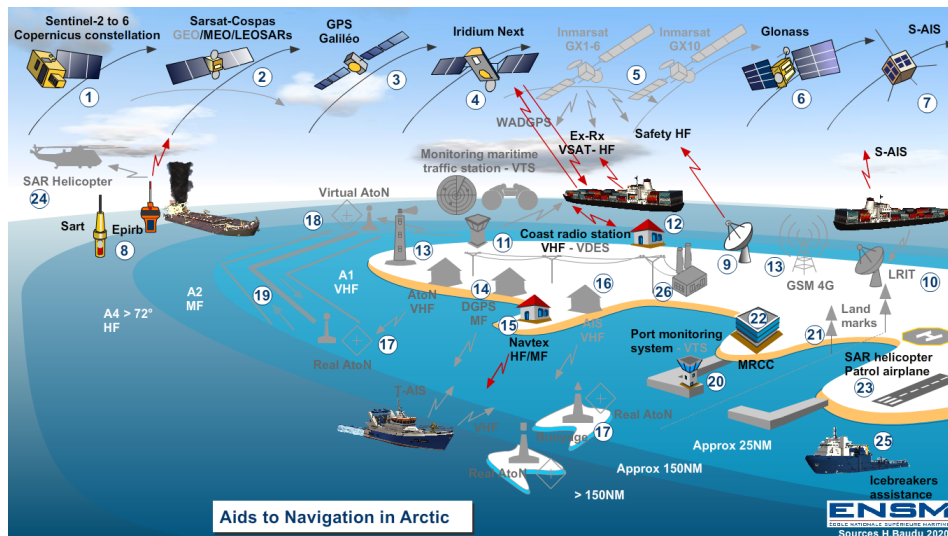 Sentinel-2 to 6
Copernicus constellation
Sarsat-Cospas
GEO/MEO/LEOSARs
GPS
Galiléo
Iridium Next
Inmarsat
GX1-6
Inmarsat
GX10
Glonass
S-AIS
1
2
3
4
5
6
7
WADGPS
Ex-Rx
VSAT- HF
Safety HF
S-AIS
Monitoring maritime
traffic station - VTS
SAR Helicopter
24
Virtual AtoN
Sart
Epirb
8
18
13
11
12
Coast radio station
VHF - VDES
9
13
GSM 4G
LRIT
10
A1
VHF
A2
MF
A4 > 72°
HF
19
AtoN
VHF
14
DGPS
MF
16
AIS
VHF
26
22
21
Land
marks
15
Navtex
HF/MF
17
Real AtoN
Port monitoring
system - VTS
MRCC
20
SAR helicopter
Patrol airplane
23
H
T-AIS
VHF
Real AtoN
17
Real AtoN
Approx 25NM
Approx 150NM
> 150NM
25
Icebreakers
assistance
Aids to Navigation in Arctic
ENSM
ECOLE NATIONALE SUPÉRIEURE MARITIME
Sources H Baudu 2020